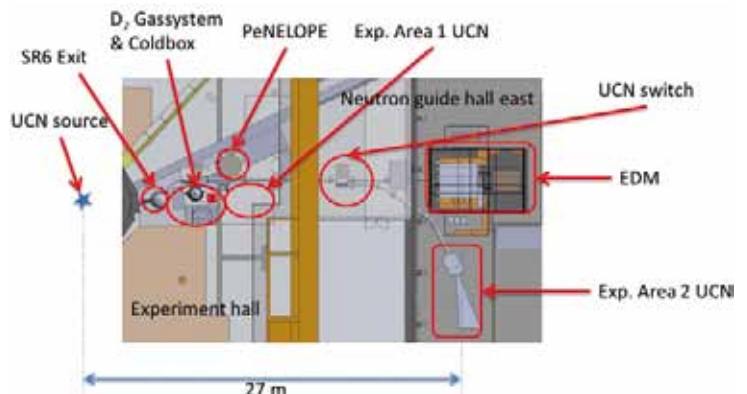 D₂ Gassystem
& Coldbox
PeNELOPE
Exp. Area 1 UCN
SR6 Exit
UCN switch
Neutron guide hall east
UCN source
EDM
Exp. Area 2 UCN
Experiment hall
27 m